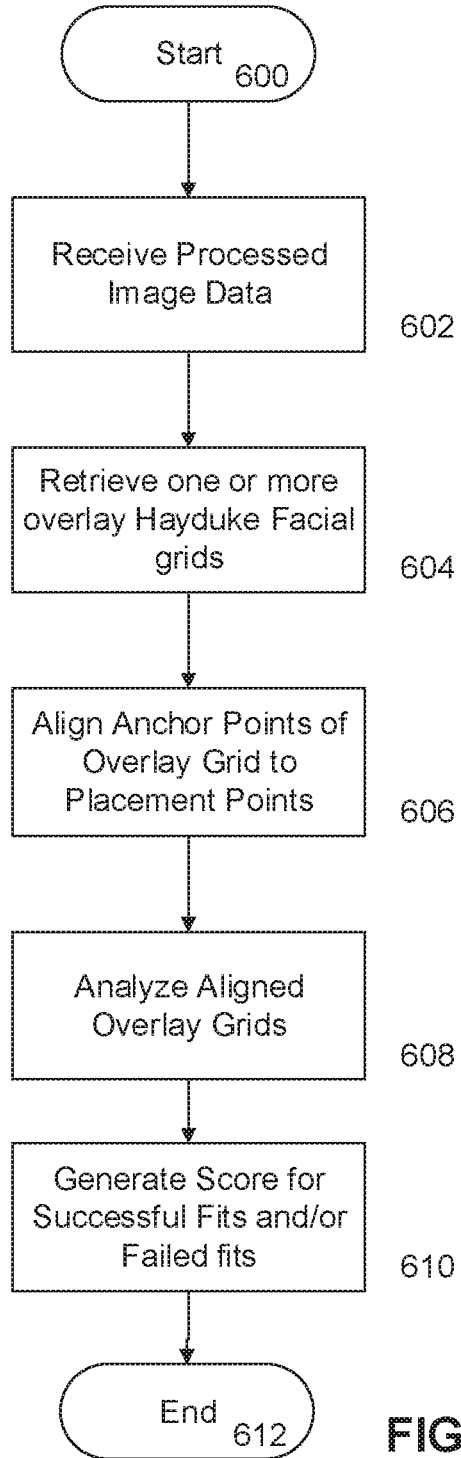 Start
600
Receive Processed
Image Data
602
Retrieve one or more
overlay Hayduke Facial
grids
604
Align Anchor Points of
Overlay Grid to
Placement Points
606
Analyze Aligned
Overlay Grids
608
Generate Score for
Successful Fits and/or
Failed fits
610
End
612
FIG